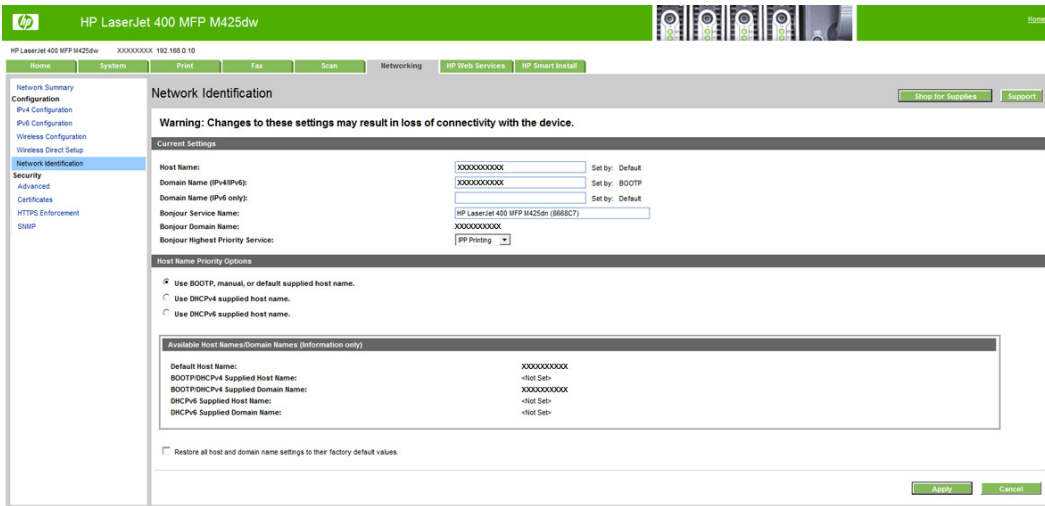 hp HP LaserJet 400 MFP M425dw
Home
HP LaserJet 400 MFP M425dw XXXXXXXX 192.168.0.10
Home System Print Fax Scan Networking HP Web Services HP Smart Install
Network Summary
Configuration
IPv4 Configuration
IPv6 Configuration
Wireless Configuration
Wireless Direct Setup
Network Identification
Security
Advanced
Certificates
HTTPS Enforcement
SNMP
Network Identification
Shop for Supplies Support
Warning: Changes to these settings may result in loss of connectivity with the device.
Current Settings
Host Name: XXXXXXXXXX Set by: Default
Domain Name (IPv4/IPv6): XXXXXXXXXX Set by: BOOTP
Domain Name (IPv6 only): Set by: Default
Bonjour Service Name: HP LaserJet 400 MFP M425dn (8668C7)
Bonjour Domain Name: XXXXXXXXXX
Bonjour Highest Priority Service: IPP Printing
Host Name Priority Options
Use BOOTP, manual, or default supplied host name.
Use DHCPv4 supplied host name.
Use DHCPv6 supplied host name.
Available Host Names/Domain Names (Information only)
Default Host Name: XXXXXXXXXX
BOOTP/DHCPv4 Supplied Host Name: <Not Set>
BOOTP/DHCPv4 Supplied Domain Name: XXXXXXXXXX
DHCPv6 Supplied Host Name: <Not Set>
DHCPv6 Supplied Domain Name: <Not Set>
Restore all host and domain name settings to their factory default values.
Apply Cancel